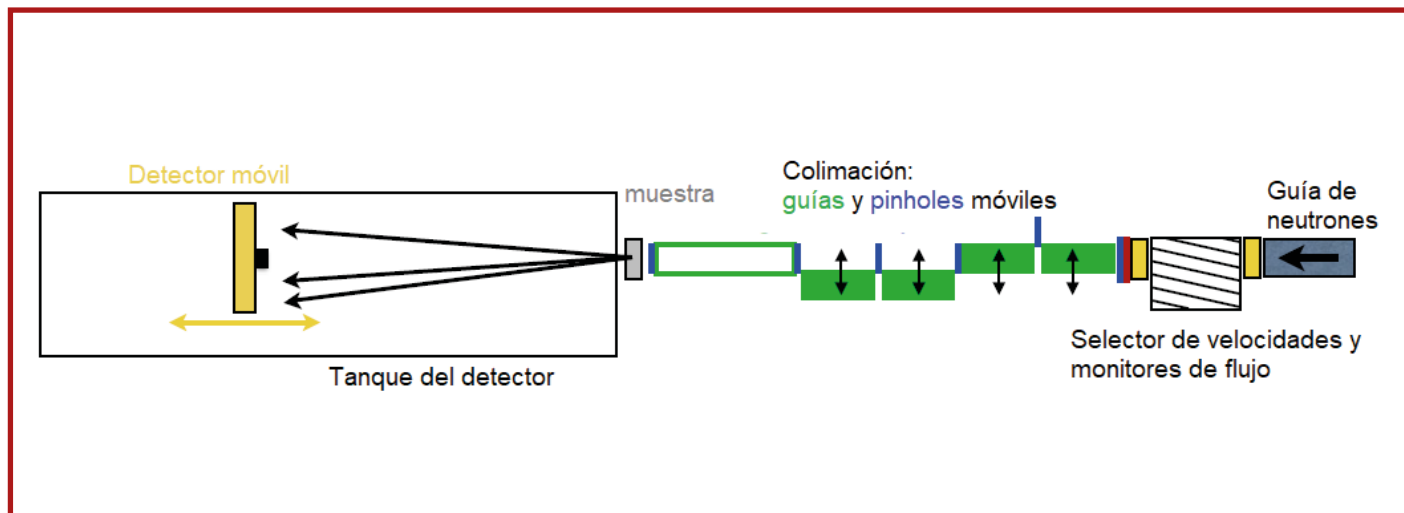 Detector móvil
muestra
Colimación:
guías y pinholes móviles
Guía de
neutrones
Selector de velocidades y
monitores de flujo
Tanque del detector